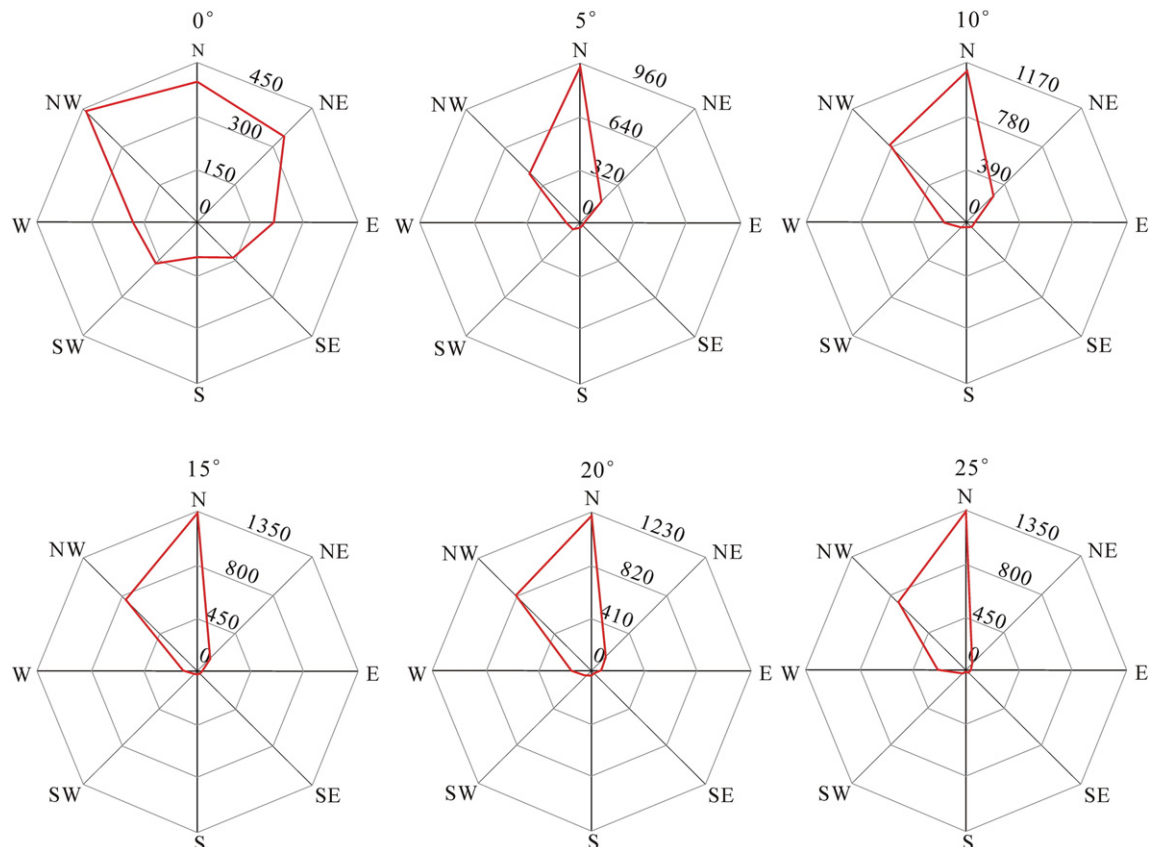 0° 5° 10°
N N N
450 960 1170
NW NE NW NE NW NE
300 640 780
150 320 390
0 0 0
W E W E W E
SW SE SW SE SW SE
S S S
15° 20° 25°
N N N
1350 1230 1350
NW NE NW NE NW NE
800 820 800
450 410 450
0 0 0
W E W E W E
SW SE SW SE SW SE
S S S